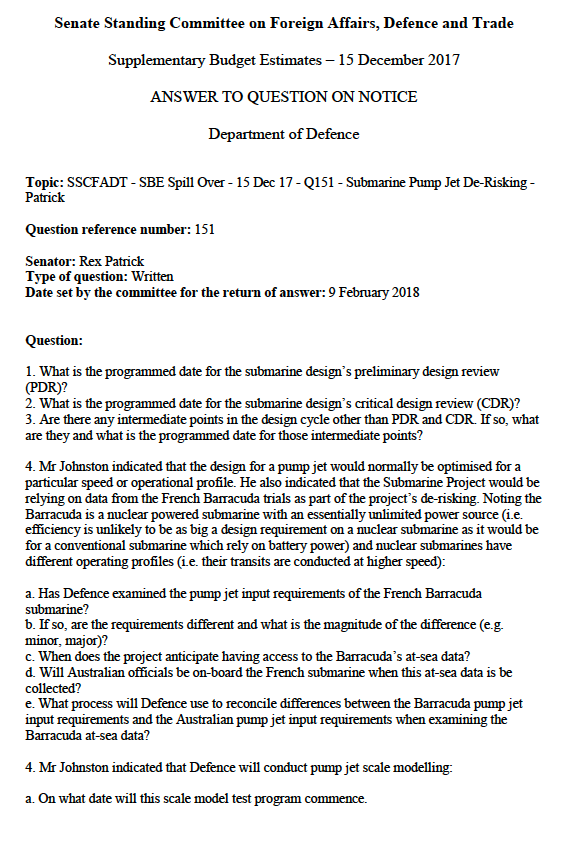 Senate Standing Committee on Foreign Affairs, Defence and Trade
Supplementary Budget Estimates – 15 December 2017
ANSWER TO QUESTION ON NOTICE
Department of Defence
Topic: SSCFADT - SBE Spill Over - 15 Dec 17 - Q151 - Submarine Pump Jet De-Risking -
Patrick
Question reference number: 151
Senator: Rex Patrick
Type of question: Written
Date set by the committee for the return of answer: 9 February 2018
Question:
1. What is the programmed date for the submarine design's preliminary design review
(PDR)?
2. What is the programmed date for the submarine design's critical design review (CDR)?
3. Are there any intermediate points in the design cycle other than PDR and CDR. If so, what
are they and what is the programmed date for those intermediate points?
4. Mr Johnston indicated that the design for a pump jet would normally be optimised for a
particular speed or operational profile. He also indicated that the Submarine Project would be
relying on data from the French Barracuda trials as part of the project's de-risking. Noting the
Barracuda is a nuclear powered submarine with an essentially unlimited power source (i.e.
efficiency is unlikely to be as big a design requirement on a nuclear submarine as it would be
for a conventional submarine which rely on battery power) and nuclear submarines have
different operating profiles (i.e. their transits are conducted at higher speed):
a. Has Defence examined the pump jet input requirements of the French Barracuda
submarine?
b. If so, are the requirements different and what is the magnitude of the difference (e.g.
minor, major)?
c. When does the project anticipate having access to the Barracuda's at-sea data?
d. Will Australian officials be on-board the French submarine when this at-sea data is be
collected?
e. What process will Defence use to reconcile differences between the Barracuda pump jet
input requirements and the Australian pump jet input requirements when examining the
Barracuda at-sea data?
4. Mr Johnston indicated that Defence will conduct pump jet scale modelling:
a. On what date will this scale model test program commence.